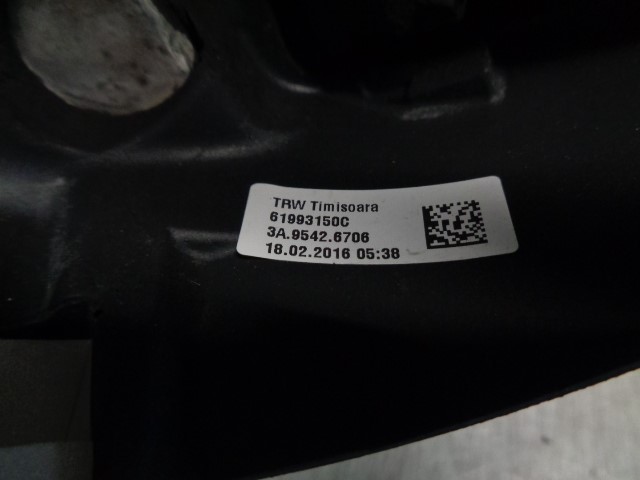 TRW Timisoara
61993150C
3A.9542.6706
18.02.2016 05:38